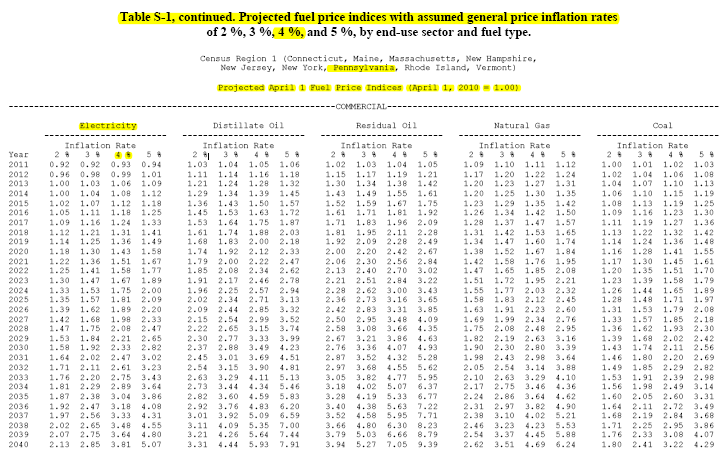 Table S-1, continued. Projected fuel price indices with assumed general price inflation rates
of 2 %, 3 %, 4 %, and 5 %, by end-use sector and fuel type.
Census Region 1 (Connecticut, Maine, Massachusetts, New Hampshire,
New Jersey, New York, Pennsylvania, Rhode Island, Vermont)
Projected April 1 Fuel Price Indices (April 1, 2010 = 1.00)
COMMERCIAL
Electricity Distillate Oil Residual Oil Natural Gas Coal
Inflation Rate Inflation Rate Inflation Rate Inflation Rate Inflation Rate
Year 2 % 3 % 4 % 5 % 2 % 3 % 4 % 5 % 2 % 3 % 4 % 5 % 2 % 3 % 4 % 5 % 2 % 3 % 4 % 5 %
2011 0.92 0.92 0.93 0.94 1.03 1.04 1.05 1.06 1.02 1.03 1.04 1.05 1.09 1.10 1.11 1.12 1.00 1.01 1.02 1.03
2012 0.96 0.98 0.99 1.01 1.11 1.14 1.16 1.18 1.15 1.17 1.19 1.21 1.17 1.20 1.22 1.24 1.02 1.04 1.06 1.08
2013 1.00 1.03 1.06 1.09 1.21 1.24 1.28 1.32 1.30 1.34 1.38 1.42 1.20 1.23 1.27 1.31 1.04 1.07 1.10 1.13
2014 1.00 1.04 1.08 1.12 1.29 1.34 1.39 1.45 1.43 1.49 1.55 1.61 1.20 1.25 1.30 1.35 1.06 1.10 1.15 1.19
2015 1.02 1.07 1.12 1.18 1.36 1.43 1.50 1.57 1.52 1.59 1.67 1.75 1.23 1.29 1.35 1.42 1.08 1.13 1.19 1.25
2016 1.05 1.11 1.18 1.25 1.45 1.53 1.63 1.72 1.61 1.71 1.81 1.92 1.26 1.34 1.42 1.50 1.09 1.16 1.23 1.30
2017 1.09 1.16 1.24 1.33 1.53 1.64 1.75 1.87 1.71 1.83 1.96 2.09 1.28 1.37 1.47 1.57 1.11 1.19 1.27 1.36
2018 1.12 1.21 1.31 1.41 1.61 1.74 1.88 2.03 1.81 1.95 2.11 2.28 1.31 1.42 1.53 1.65 1.13 1.22 1.32 1.42
2019 1.14 1.25 1.36 1.49 1.68 1.83 2.00 2.18 1.92 2.09 2.28 2.49 1.34 1.47 1.60 1.74 1.14 1.24 1.36 1.48
2020 1.18 1.30 1.43 1.58 1.74 1.92 2.12 2.33 2.00 2.20 2.42 2.67 1.38 1.52 1.67 1.84 1.16 1.28 1.41 1.55
2021 1.22 1.36 1.51 1.67 1.79 2.00 2.22 2.47 2.06 2.30 2.56 2.84 1.42 1.58 1.76 1.95 1.17 1.30 1.45 1.61
2022 1.25 1.41 1.58 1.77 1.85 2.08 2.34 2.62 2.13 2.40 2.70 3.02 1.47 1.65 1.85 2.08 1.20 1.35 1.51 1.70
2023 1.30 1.47 1.67 1.89 1.91 2.17 2.46 2.78 2.21 2.51 2.84 3.22 1.51 1.72 1.95 2.21 1.23 1.39 1.58 1.79
2024 1.33 1.53 1.75 2.00 1.96 2.25 2.57 2.94 2.28 2.62 3.00 3.43 1.55 1.77 2.03 2.32 1.26 1.44 1.65 1.89
2025 1.35 1.57 1.81 2.09 2.02 2.34 2.71 3.13 2.36 2.73 3.16 3.65 1.58 1.83 2.12 2.45 1.28 1.48 1.71 1.97
2026 1.39 1.62 1.89 2.20 2.09 2.44 2.85 3.32 2.42 2.83 3.31 3.85 1.63 1.91 2.23 2.60 1.31 1.53 1.79 2.08
2027 1.42 1.68 1.98 2.33 2.15 2.54 2.99 3.52 2.50 2.95 3.48 4.09 1.69 1.99 2.34 2.76 1.33 1.57 1.85 2.18
2028 1.47 1.75 2.08 2.47 2.22 2.65 3.15 3.74 2.58 3.08 3.66 4.35 1.75 2.08 2.48 2.95 1.36 1.62 1.93 2.30
2029 1.53 1.84 2.21 2.65 2.30 2.77 3.33 3.99 2.67 3.21 3.86 4.63 1.82 2.19 2.63 3.16 1.39 1.68 2.02 2.42
2030 1.58 1.92 2.33 2.82 2.37 2.88 3.49 4.23 2.76 3.36 4.07 4.93 1.90 2.30 2.80 3.39 1.43 1.74 2.11 2.56
2031 1.64 2.02 2.47 3.02 2.45 3.01 3.69 4.51 2.87 3.52 4.32 5.28 1.98 2.43 2.98 3.64 1.46 1.80 2.20 2.69
2032 1.71 2.11 2.61 3.23 2.54 3.15 3.90 4.81 2.97 3.68 4.55 5.62 2.05 2.54 3.14 3.88 1.49 1.85 2.29 2.82
2033 1.76 2.20 2.75 3.43 2.63 3.29 4.11 5.13 3.05 3.82 4.77 5.95 2.10 2.63 3.29 4.10 1.53 1.91 2.39 2.98
2034 1.81 2.29 2.89 3.64 2.73 3.44 4.34 5.46 3.18 4.02 5.07 6.37 2.17 2.75 3.46 4.36 1.56 1.98 2.49 3.14
2035 1.87 2.38 3.04 3.86 2.82 3.60 4.59 5.83 3.28 4.19 5.33 6.77 2.24 2.86 3.64 4.62 1.60 2.05 2.60 3.31
2036 1.92 2.47 3.18 4.08 2.92 3.76 4.83 6.20 3.40 4.38 5.63 7.22 2.31 2.97 3.82 4.90 1.64 2.11 2.72 3.49
2037 1.97 2.56 3.33 4.31 3.01 3.92 5.09 6.59 3.52 4.58 5.95 7.71 2.38 3.10 4.02 5.21 1.68 2.19 2.84 3.68
2038 2.02 2.65 3.48 4.55 3.11 4.09 5.35 7.00 3.66 4.80 6.30 8.23 2.46 3.24 4.24 5.55 1.71 2.25 2.95 3.86
2039 2.07 2.75 3.64 4.80 3.21 4.26 5.64 7.44 3.79 5.03 6.66 8.79 2.54 3.37 4.45 5.88 1.76 2.33 3.08 4.07
2040 2.13 2.85 3.81 5.07 3.31 4.44 5.93 7.91 3.94 5.27 7.05 9.39 2.62 3.51 4.69 6.24 1.80 2.41 3.22 4.29